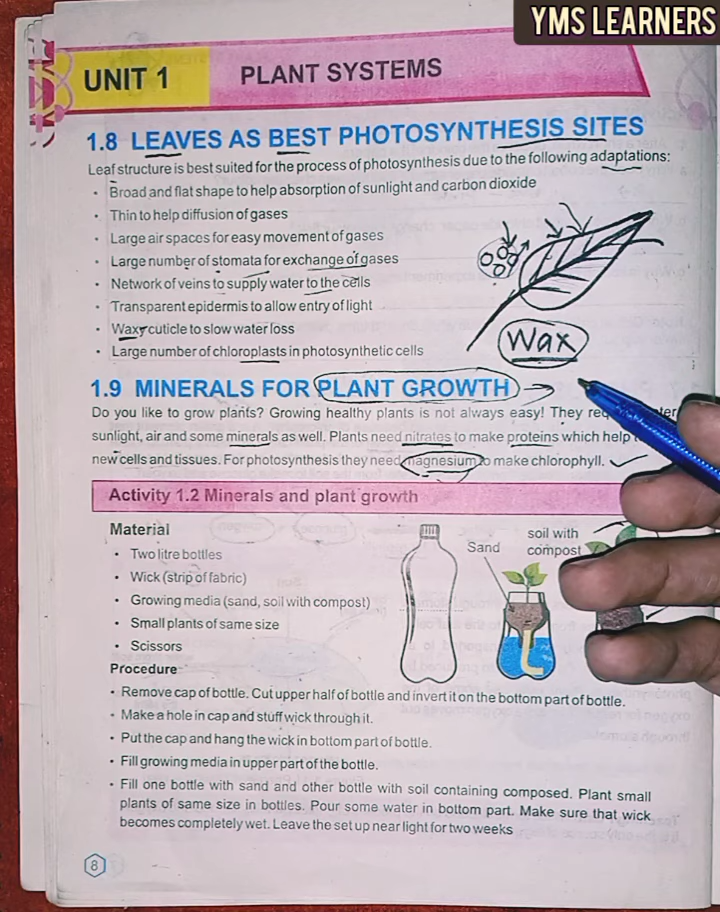 YMS LEARNERS
UNIT 1 PLANT SYSTEMS
1.8 LEAVES AS BEST PHOTOSYNTHESIS SITES
Leaf structure is best suited for the process of photosynthesis due to the following adaptations:
• Broad and flat shape to help absorption of sunlight and carbon dioxide
• Thin to help diffusion of gases
• Large air spaces for easy movement of gases
• Large number of stomata for exchange of gases
• Network of veins to supply water to the cells
• Transparent epidermis to allow entry of light
• Waxy cuticle to slow water loss
• Large number of chloroplasts in photosynthetic cells
Wax
1.9 MINERALS FOR PLANT GROWTH
Do you like to grow plants? Growing healthy plants is not always easy! They
sunlight, air and some minerals as well. Plants need nitrates to make proteins which help
new cells and tissues. For photosynthesis they need magnesium to make chlorophyll.
Activity 1.2 Minerals and plant growth
Material
• Two litre bottles
• Wick (strip of fabric)
• Growing media (sand, soil with compost)
• Small plants of same size
• Scissors
Sand
soil with
compost
Procedure
• Remove cap of bottle. Cut upper half of bottle and invert it on the bottom part of bottle.
• Make a hole in cap and stuff wick through it.
• Put the cap and hang the wick in bottom part of bottle.
• Fill growing media in upper part of the bottle.
• Fill one bottle with sand and other bottle with soil containing composed. Plant small
plants of same size in bottles. Pour some water in bottom part. Make sure that wick
becomes completely wet. Leave the set up near light for two weeks
8